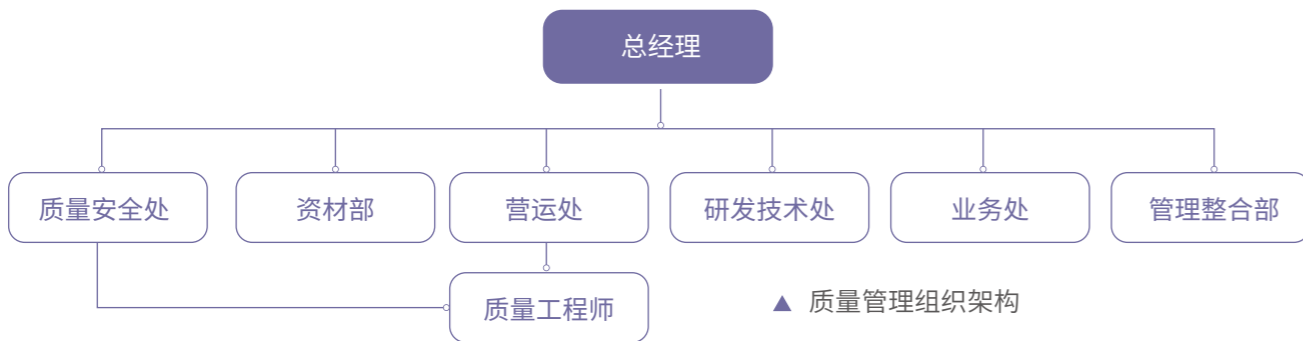 总经理
质量安全处
资材部
营运处
研发技术处
业务处
管理整合部
质量工程师
▲ 质量管理组织架构